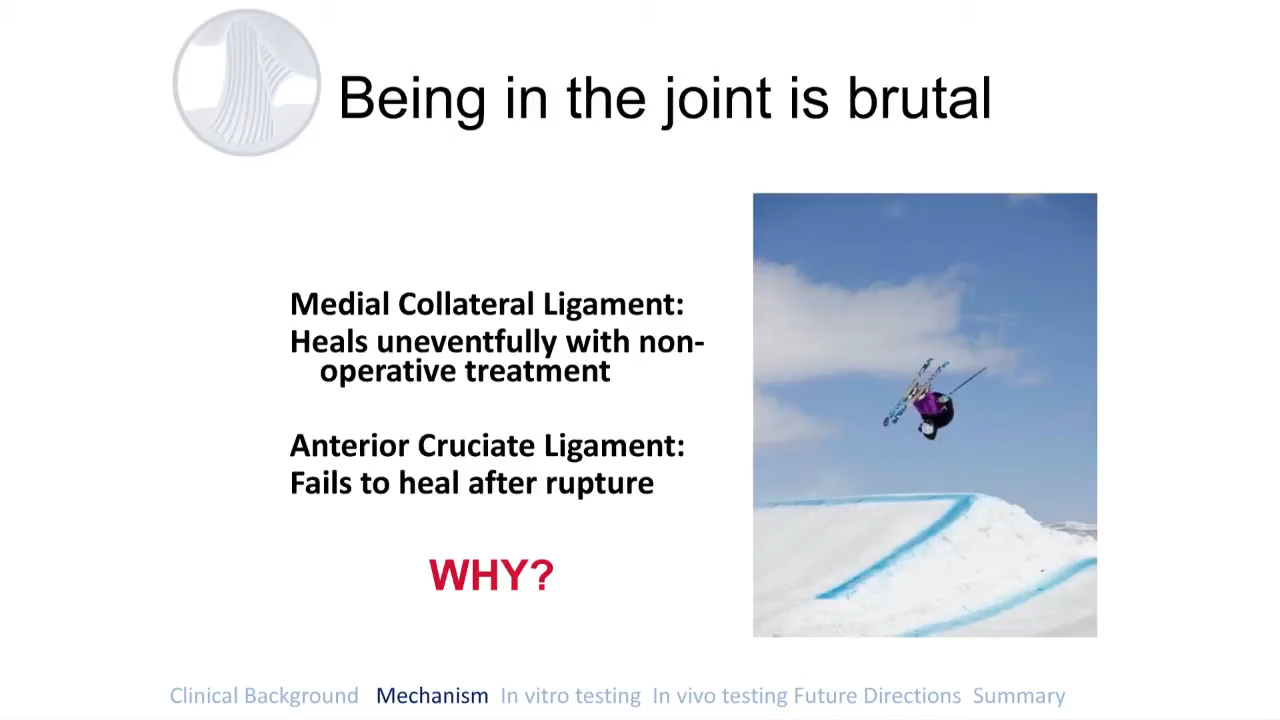 Being in the joint is brutal
Medial Collateral Ligament:
Heals uneventfully with non-
operative treatment
Anterior Cruciate Ligament:
Fails to heal after rupture
WHY?
Clinical Background Mechanism In vitro testing In vivo testing Future Directions Summary